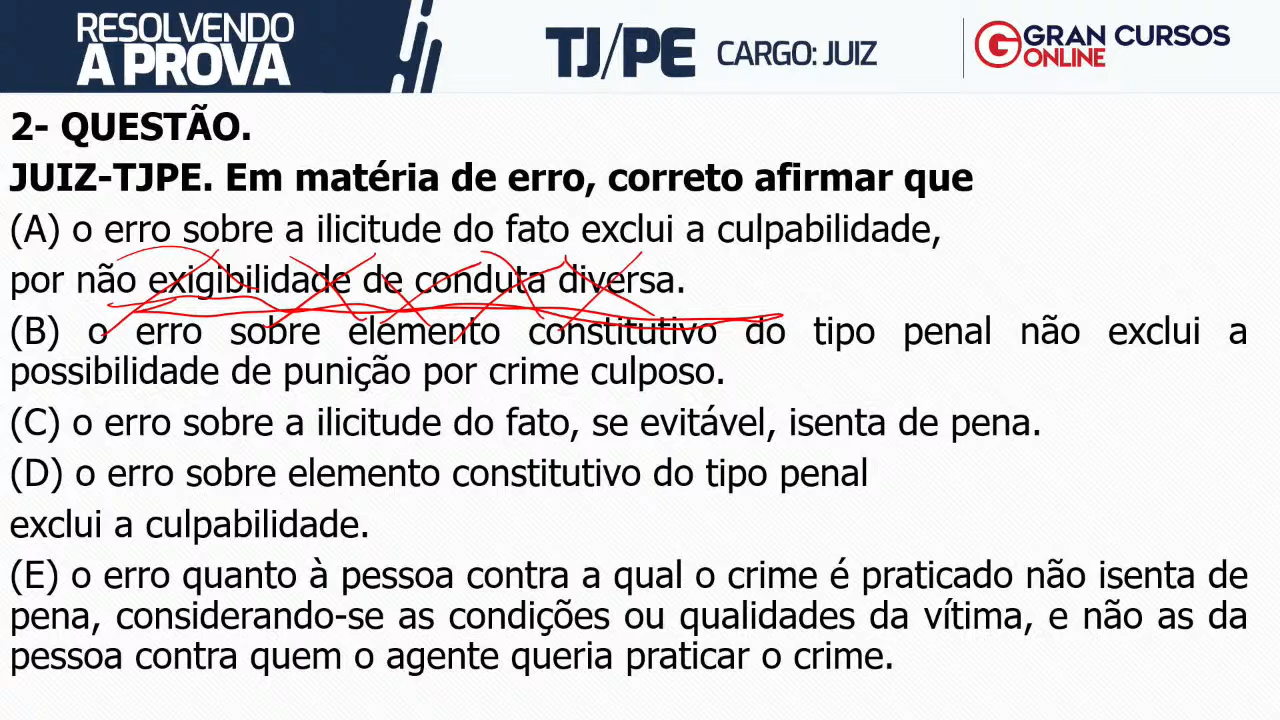 RESOLVENDO
A PROVA
TJ/PE CARGO: JUIZ
G GRAN CURSOS
ONLINE
2- QUESTÃO.
JUIZ-TJPE. Em matéria de erro, correto afirmar que
(A) o erro sobre a ilicitude do fato exclui a culpabilidade,
por não exigibilidade de conduta diversa.
(B) o erro sobre elemento constitutivo do tipo penal não exclui a
possibilidade de punição por crime culposo.
(C) o erro sobre a ilicitude do fato, se evitável, isenta de pena.
(D) o erro sobre elemento constitutivo do tipo penal
exclui a culpabilidade.
(E) o erro quanto à pessoa contra a qual o crime é praticado não isenta de
pena, considerando-se as condições ou qualidades da vítima, e não as da
pessoa contra quem o agente queria praticar o crime.